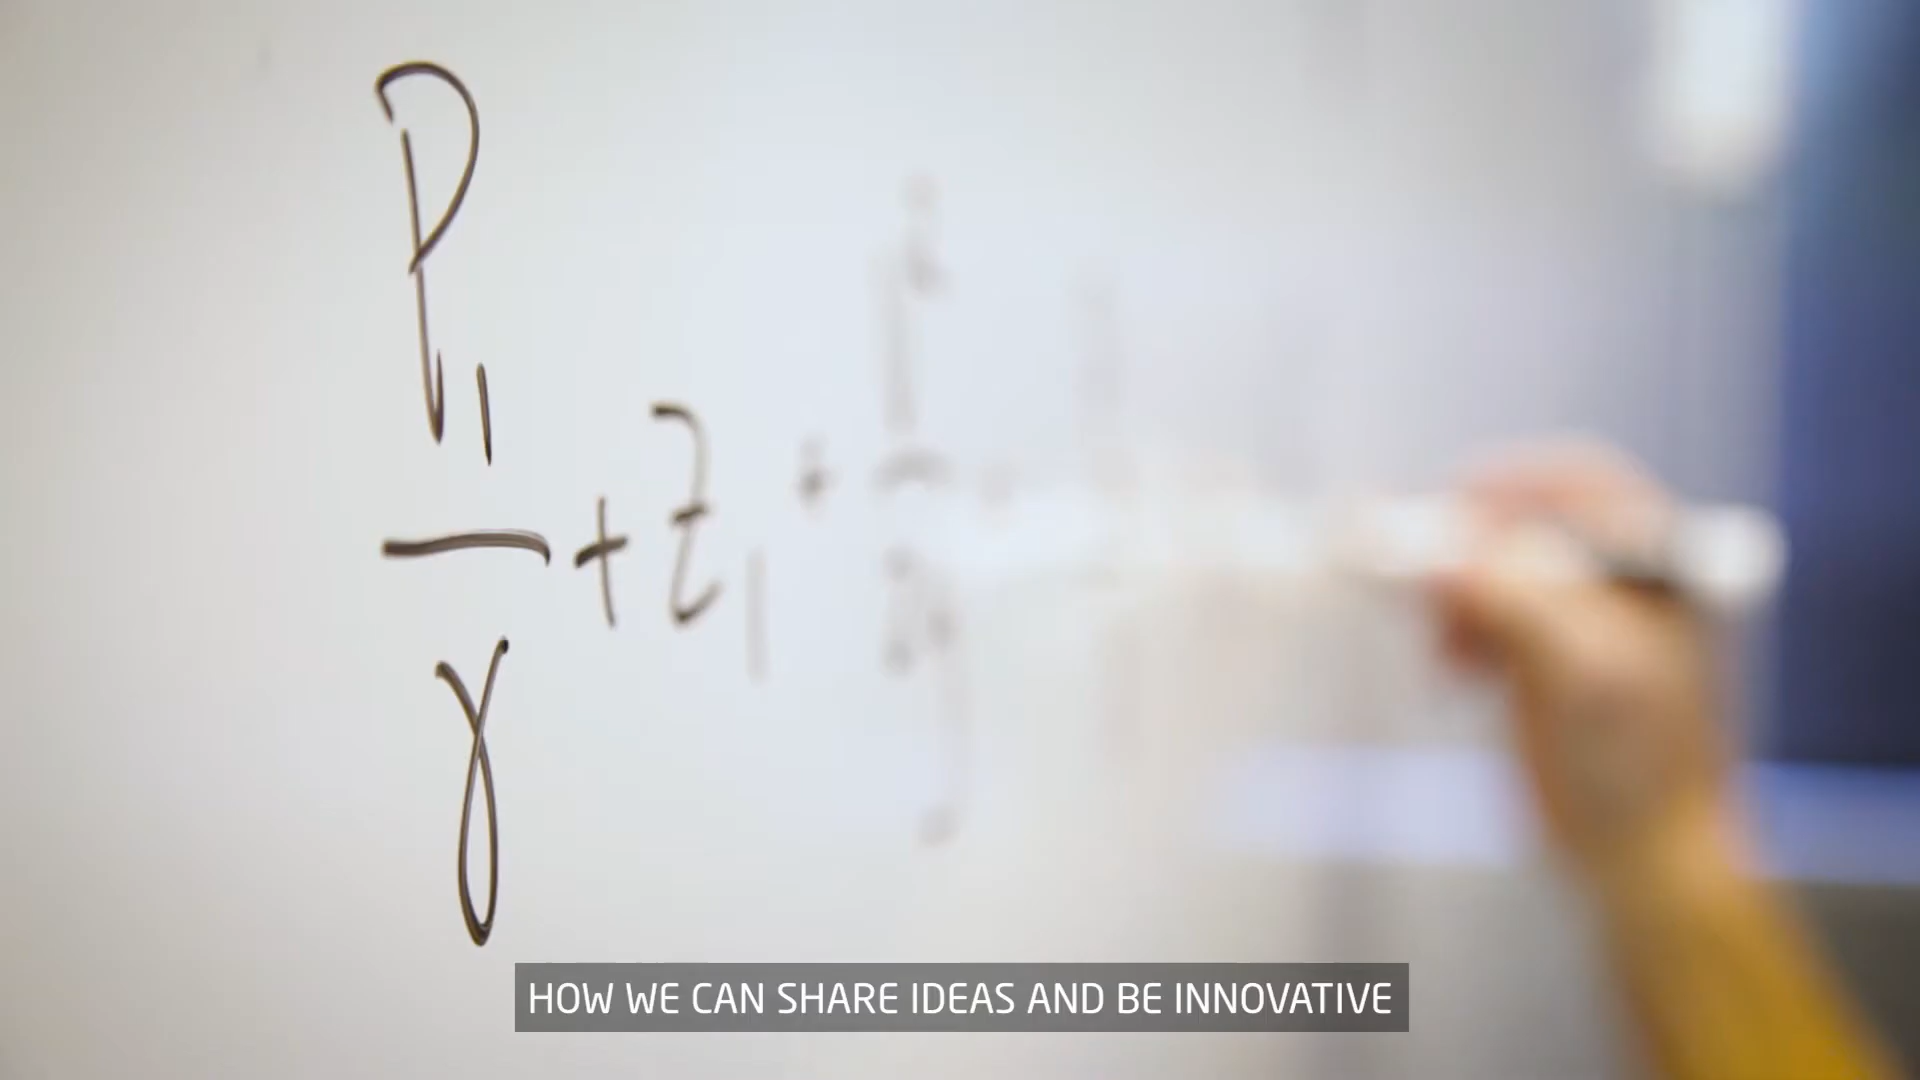 P₁
— + Z₁ +
γ
HOW WE CAN SHARE IDEAS AND BE INNOVATIVE